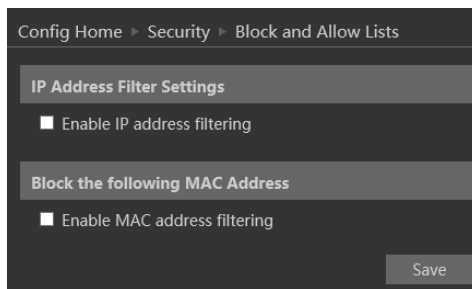 Config Home ▸ Security ▸ Block and Allow Lists
IP Address Filter Settings
Enable IP address filtering
Block the following MAC Address
Enable MAC address filtering
Save